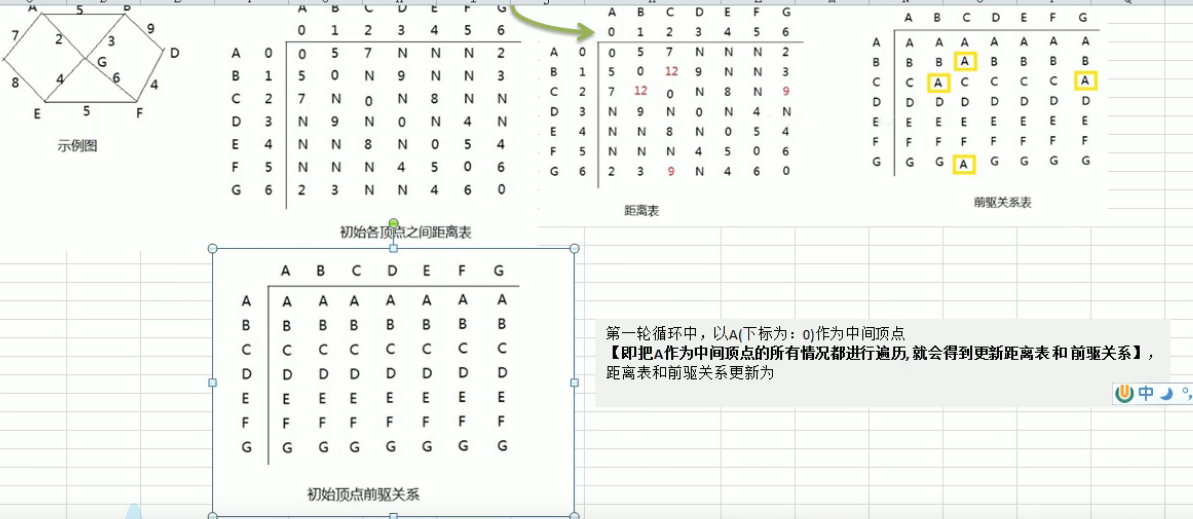 A 5 B
7 2 3 9
G D
8 4 6 4
E 5 F
示例图
A B C D E F G
0 1 2 3 4 5 6
A 0 0 5 7 N N N 2
B 1 5 0 N 9 N N 3
C 2 7 N 0 N 8 N N
D 3 N 9 N 0 N 4 N
E 4 N N 8 N 0 5 4
F 5 N N N 4 5 0 6
G 6 2 3 N N 4 6 0
初始各顶点之间距离表
A B C D E F G
0 1 2 3 4 5 6
A 0 0 5 7 N N N 2
B 1 5 0 12 9 N N 3
C 2 7 12 0 N 8 N 9
D 3 N 9 N 0 N 4 N
E 4 N N 8 N 0 5 4
F 5 N N N 4 5 0 6
G 6 2 3 9 N 4 6 0
距离表
A B C D E F G
A A A A A A A A
B B B A B B B B
C C A C C C C A
D D D D D D D D
E E E E E E E E
F F F F F F F F
G G G A G G G G
前驱关系表
A B C D E F G
A A A A A A A A
B B B B B B B B
C C C C C C C C
D D D D D D D D
E E E E E E E E
F F F F F F F F
G G G G G G G G
初始顶点前驱关系
第一轮循环中，以A(下标为：0)作为中间顶点
【即把A作为中间顶点的所有情况都进行遍历, 就会得到更新距离表 和 前驱关系】，
距离表和前驱关系更新为
中